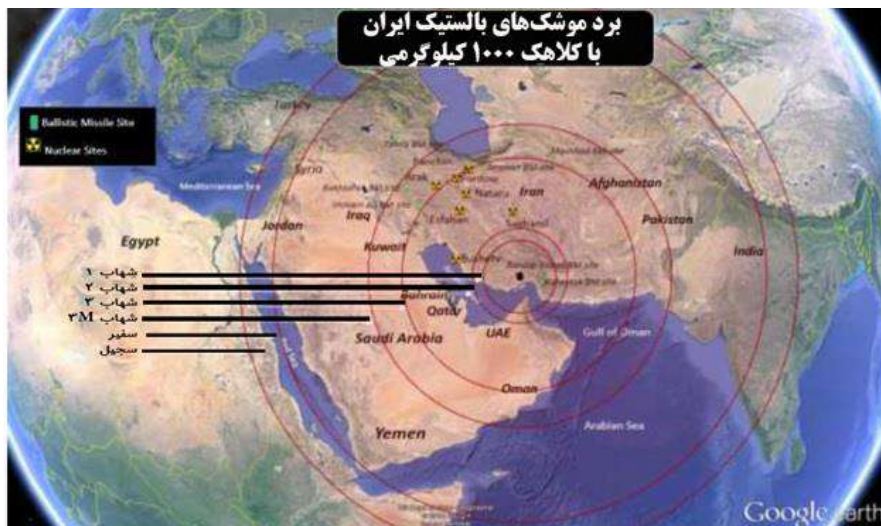 برد موشک‌های بالستیک ایران
با کلاهک ۱۰۰۰ کیلوگرمی
Ballistic Missile Site
Nuclear Sites
Turkey
Mediterranean Sea
Syria
Arak
Natanz
Iran
Afghanistan
Iraq
Esfahan
Jordan
Pakistan
Egypt
Kuwait
India
Bushehr
شهاب ۱
شهاب ۲
شهاب ۳
شهاب ۳M
سفیر
سجیل
Bahrain
Qatar
UAE
Gulf of Oman
Saudi Arabia
Oman
Arabian Sea
Yemen
Google earth